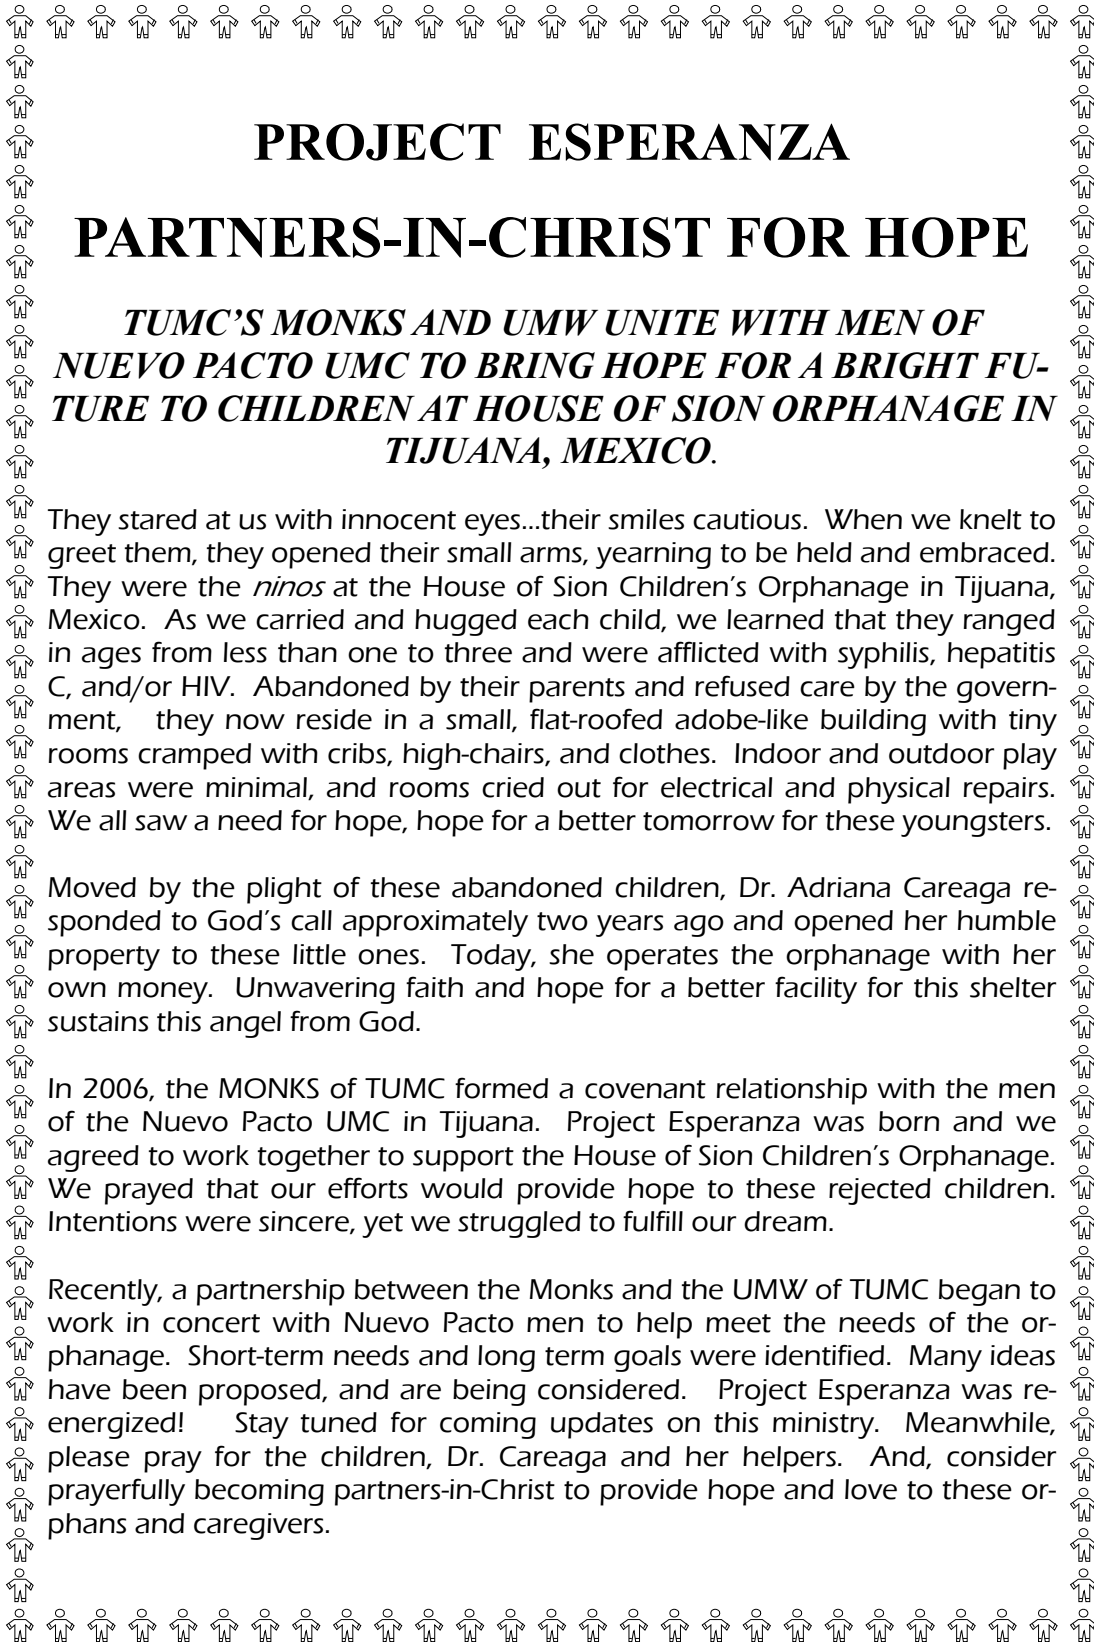 PROJECT  ESPERANZA
PARTNERS-IN-CHRIST FOR HOPE
TUMC’S MONKS AND UMW UNITE WITH MEN OF
NUEVO PACTO UMC TO BRING HOPE FOR A BRIGHT FU-
TURE TO CHILDREN AT HOUSE OF SION ORPHANAGE IN
TIJUANA, MEXICO.
They stared at us with innocent eyes...their smiles cautious.  When we knelt to
greet them, they opened their small arms, yearning to be held and embraced.
They were the ninos at the House of Sion Children’s Orphanage in Tijuana,
Mexico.  As we carried and hugged each child, we learned that they ranged
in ages from less than one to three and were afflicted with syphilis, hepatitis
C, and/or HIV.  Abandoned by their parents and refused care by the govern-
ment,   they now reside in a small, flat-roofed adobe-like building with tiny
rooms cramped with cribs, high-chairs, and clothes.  Indoor and outdoor play
areas were minimal, and rooms cried out for electrical and physical repairs.
We all saw a need for hope, hope for a better tomorrow for these youngsters.
Moved by the plight of these abandoned children, Dr. Adriana Careaga re-
sponded to God’s call approximately two years ago and opened her humble
property to these little ones.  Today, she operates the orphanage with her
own money.  Unwavering faith and hope for a better facility for this shelter
sustains this angel from God.
In 2006, the MONKS of TUMC formed a covenant relationship with the men
of the Nuevo Pacto UMC in Tijuana.  Project Esperanza was born and we
agreed to work together to support the House of Sion Children’s Orphanage.
We prayed that our efforts would provide hope to these rejected children.
Intentions were sincere, yet we struggled to fulfill our dream.
Recently, a partnership between the Monks and the UMW of TUMC began to
work in concert with Nuevo Pacto men to help meet the needs of the or-
phanage.  Short-term needs and long term goals were identified.  Many ideas
have been proposed, and are being considered.   Project Esperanza was re-
energized!    Stay tuned for coming updates on this ministry.  Meanwhile,
please pray for the children, Dr. Careaga and her helpers.  And, consider
prayerfully becoming partners-in-Christ to provide hope and love to these or-
phans and caregivers.